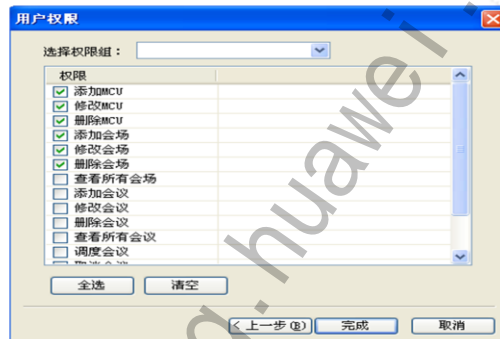 用户权限
选择权限组：
权限
添加MCU
修改MCU
删除MCU
添加会场
修改会场
删除会场
查看所有会场
添加会议
修改会议
删除会议
查看所有会议
调度会议
全选 清空
< 上一步(B) 完成 取消
g.huawei.